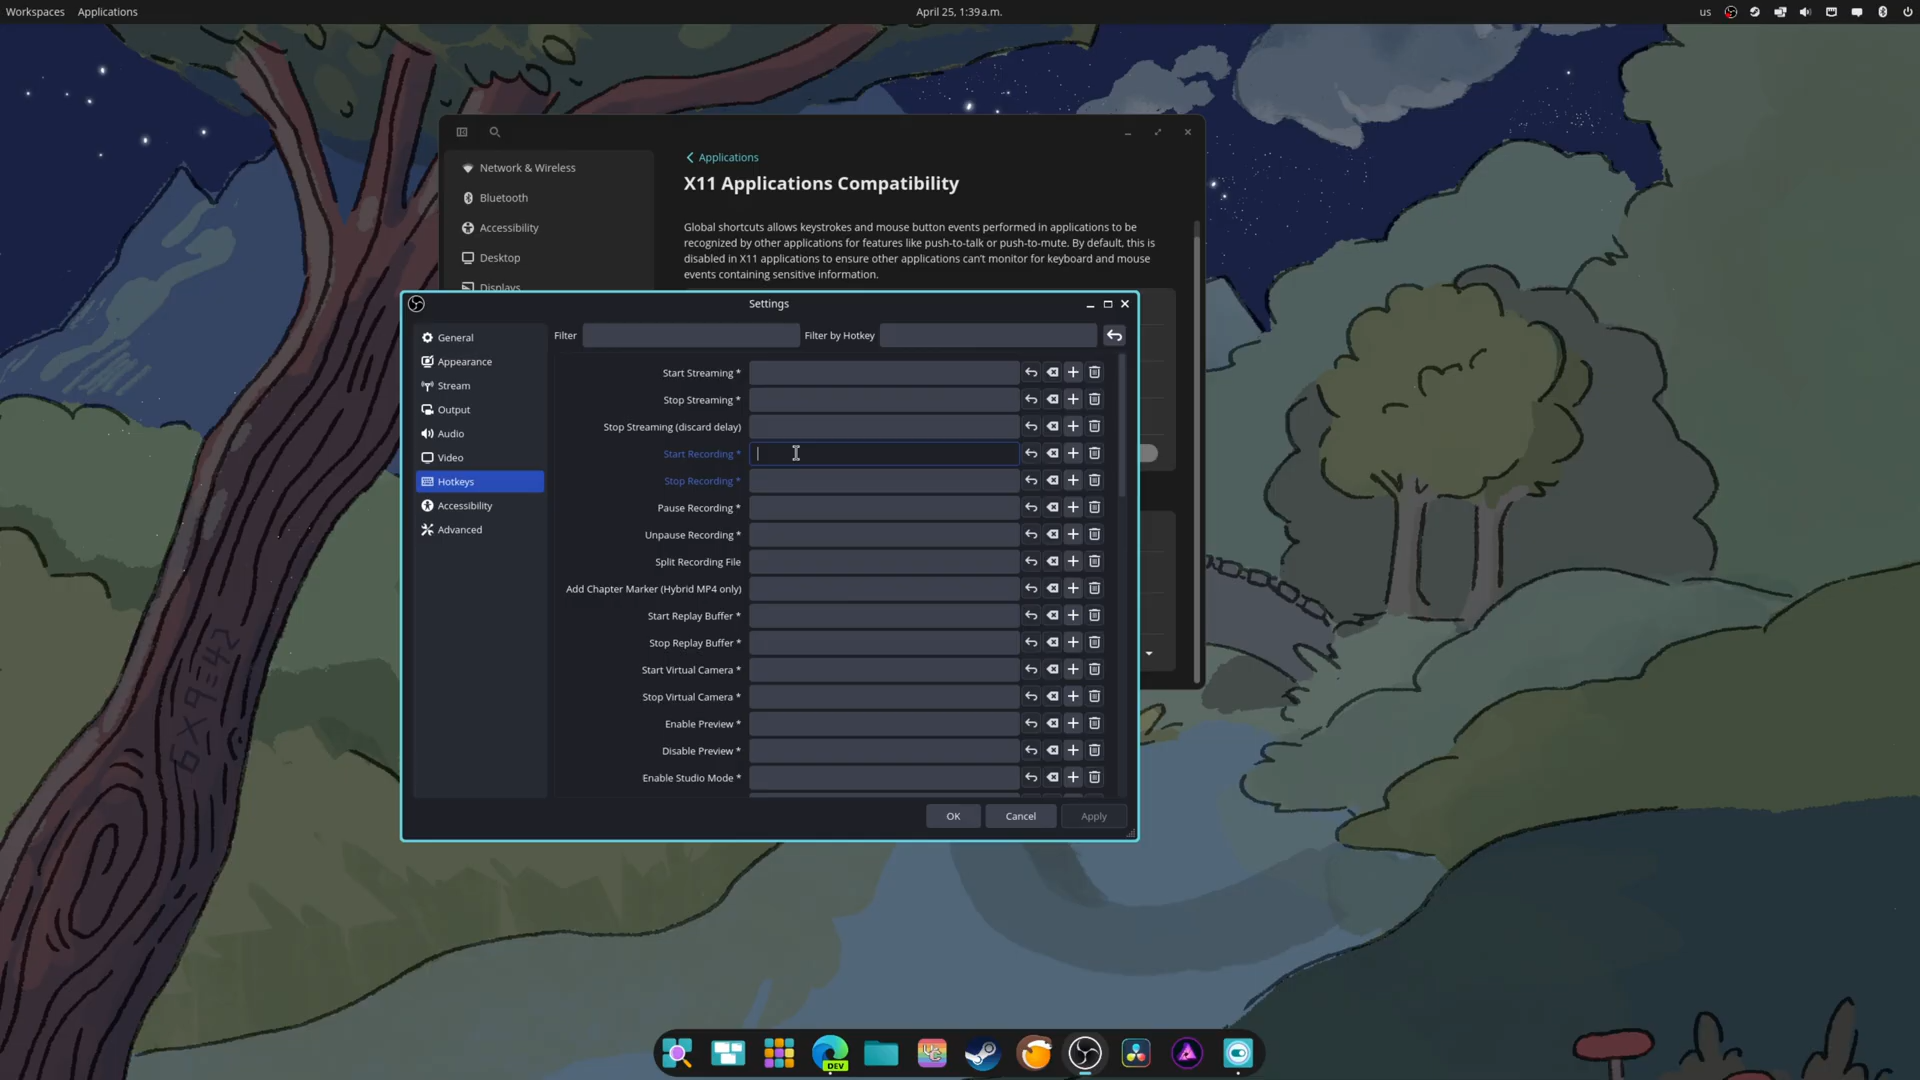 Workspaces Applications April 25, 1:39 a.m. us
Network & Wireless
Bluetooth
Accessibility
Desktop
Displays
Applications
X11 Applications Compatibility
Global shortcuts allows keystrokes and mouse button events performed in applications to be
recognized by other applications for features like push-to-talk or push-to-mute. By default, this is
disabled in X11 applications to ensure other applications can't monitor for keyboard and mouse
events containing sensitive information.
Settings
General
Appearance
Stream
Output
Audio
Video
Hotkeys
Accessibility
Advanced
Filter Filter by Hotkey
Start Streaming *
Stop Streaming *
Stop Streaming (discard delay)
Start Recording *
Stop Recording *
Pause Recording *
Unpause Recording *
Split Recording File
Add Chapter Marker (Hybrid MP4 only)
Start Replay Buffer *
Stop Replay Buffer *
Start Virtual Camera *
Stop Virtual Camera *
Enable Preview *
Disable Preview *
Enable Studio Mode *
OK Cancel Apply
6x9=42
DEV